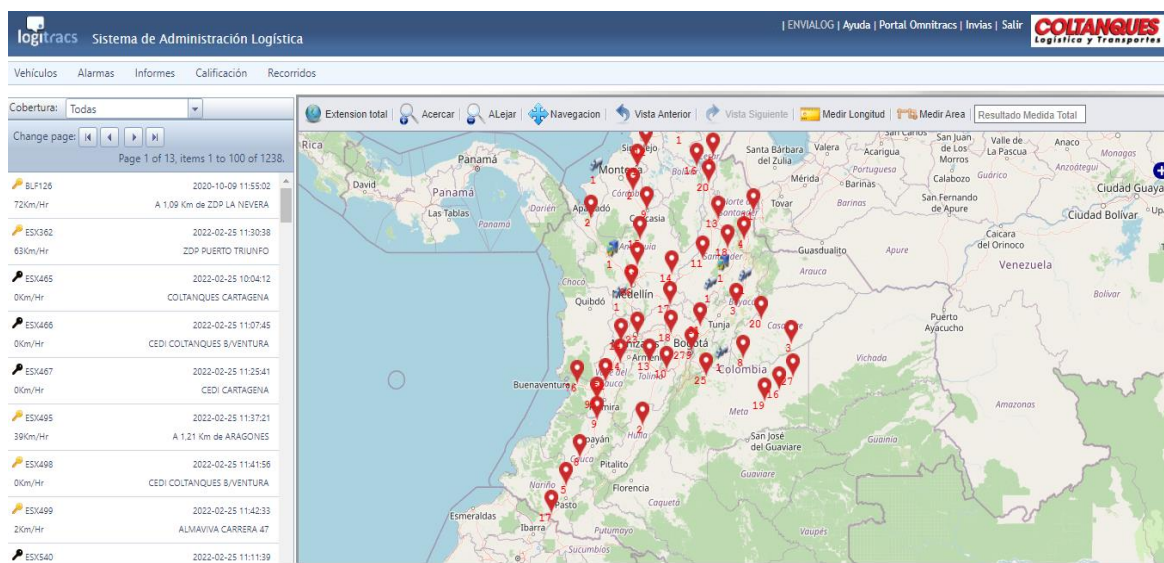 logitracs Sistema de Administración Logística
| ENVIALOG | Ayuda | Portal Omnitracs | Invias | Salir
COLTANQUES
Logística y Transportes
Vehículos Alarmas Informes Calificación Recorridos
Cobertura: Todas
Extension total Acercar ALejar Navegacion Vista Anterior Vista Siguiente Medir Longitud Medir Area Resultado Medida Total
Change page:
Page 1 of 13, items 1 to 100 of 1238.
BLF126 2020-10-09 11:55:02
72Km/Hr A 1,09 Km de ZDP LA NEVERA
ESX362 2022-02-25 11:30:38
63Km/Hr ZDP PUERTO TRIUNFO
ESX465 2022-02-25 10:04:12
0Km/Hr COLTANQUES CARTAGENA
ESX466 2022-02-25 11:07:45
0Km/Hr CEDI COLTANQUES B/VENTURA
ESX467 2022-02-25 11:25:41
0Km/Hr CEDI CARTAGENA
ESX495 2022-02-25 11:37:21
39Km/Hr A 1,21 Km de ARAGONES
ESX498 2022-02-25 11:41:56
0Km/Hr CEDI COLTANQUES B/VENTURA
ESX499 2022-02-25 11:42:33
2Km/Hr ALMAVIVA CARRERA 47
ESX540 2022-02-25 11:11:39
Rica
San Carlos San Juan de Los Morros Valle de La Pascua Anaco Monagas
Santa Bárbara del Zulia Valera Acarigua
Panamá
David Panamá
Las Tablas Panamá Darién
Portuguesa Calabozo Guárico Anzoátegui
Mérida Barinas
San Fernando de Apure
Ciudad Guaya
Ciudad Bolívar
Tovar Barinas
Caicara del Orinoco
Guasdualito Apure
Venezuela
Arauca
Bolívar
Chocó
Quibdó Medellín
Tunja
Puerto Ayacucho
Bogotá
Colombia
Vichada
Buenaventura
Meta
Amazonas
San José del Guaviare
Guainía
Huila
Pitalito
Guaviare
Florencia
Nariño
Caquetá
Pasto
Esmeraldas
Ibarra
Putumayo
Vaupés
Sucumbíos